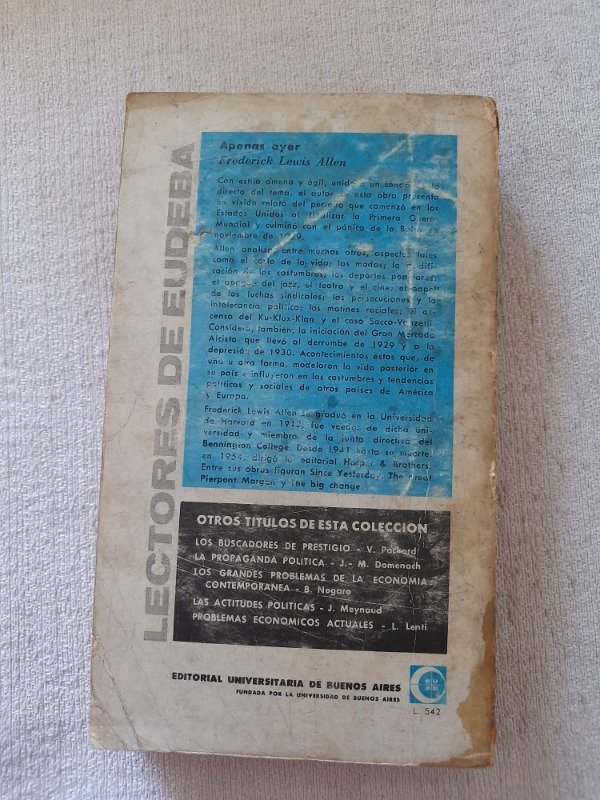 LECTORAS DE EUDEBA
Apenas ayer
Frederick Lewis Allen
Con estilo ameno y ágil, unido a un
directo del tema, el autor de esta obra presenta
en vívido relato del período que comenzó en los
Estados Unidos al finalizar la Primera Guerra
Mundial y culminó con el pánico de la Bolsa en
noviembre de 1929.
Allen analiza, entre muchos otros, aspectos tales
como el costo de la vida; las modas; la
cación de las costumbres; los deportes populares;
el apogeo del jazz, el teatro y el cine; el papel
de las luchas sindicales; las persecuciones y la
intolerancia política; los motines raciales; el as-
censo del Ku-Klux-Klan y el caso Sacco-Vanzetti.
Considera, también, la iniciación del Gran Mercado
Alcista que llevó al derrumbe de 1929 y a la
depresión de 1930. Acontecimientos éstos que, de
una u otra forma, modelaron la vida posterior en
su país e influyeron en las costumbres y tendencias
políticas y sociales de otros países de América
y Europa.
Frederick Lewis Allen se graduó en la Universidad
de Harvard en 1912, fue veedor de dicha uni-
versidad y miembro de la junta directiva del
Bennington College. Desde 1941 hasta su muerte,
en 1954, dirigió la editorial Harper & Brothers.
Entre sus obras figuran Since Yesterday, The great
Pierpont Morgan y the big change.
OTROS TITULOS DE ESTA COLECCION
LOS BUSCADORES DE PRESTIGIO - V. Packard
LA PROPAGANDA POLITICA - J.- M. Domenach
LOS GRANDES PROBLEMAS DE LA ECONOMIA
CONTEMPORANEA - B. Nogaro
LAS ACTITUDES POLITICAS - J. Meynaud
PROBLEMAS ECONOMICOS ACTUALES - L. Lenti
EDITORIAL UNIVERSITARIA DE BUENOS AIRES
FUNDADA POR LA UNIVERSIDAD DE BUENOS AIRES
L. 542